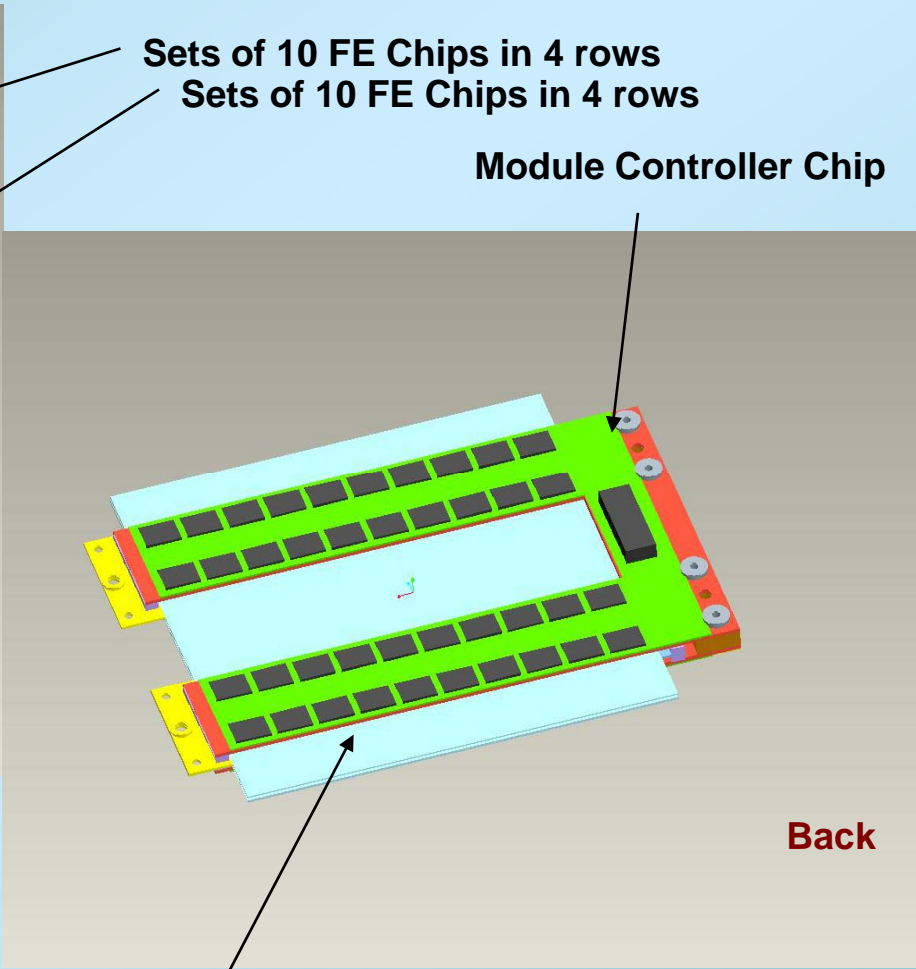 Sets of 10 FE Chips in 4 rows
Sets of 10 FE Chips in 4 rows
Module Controller Chip
Back